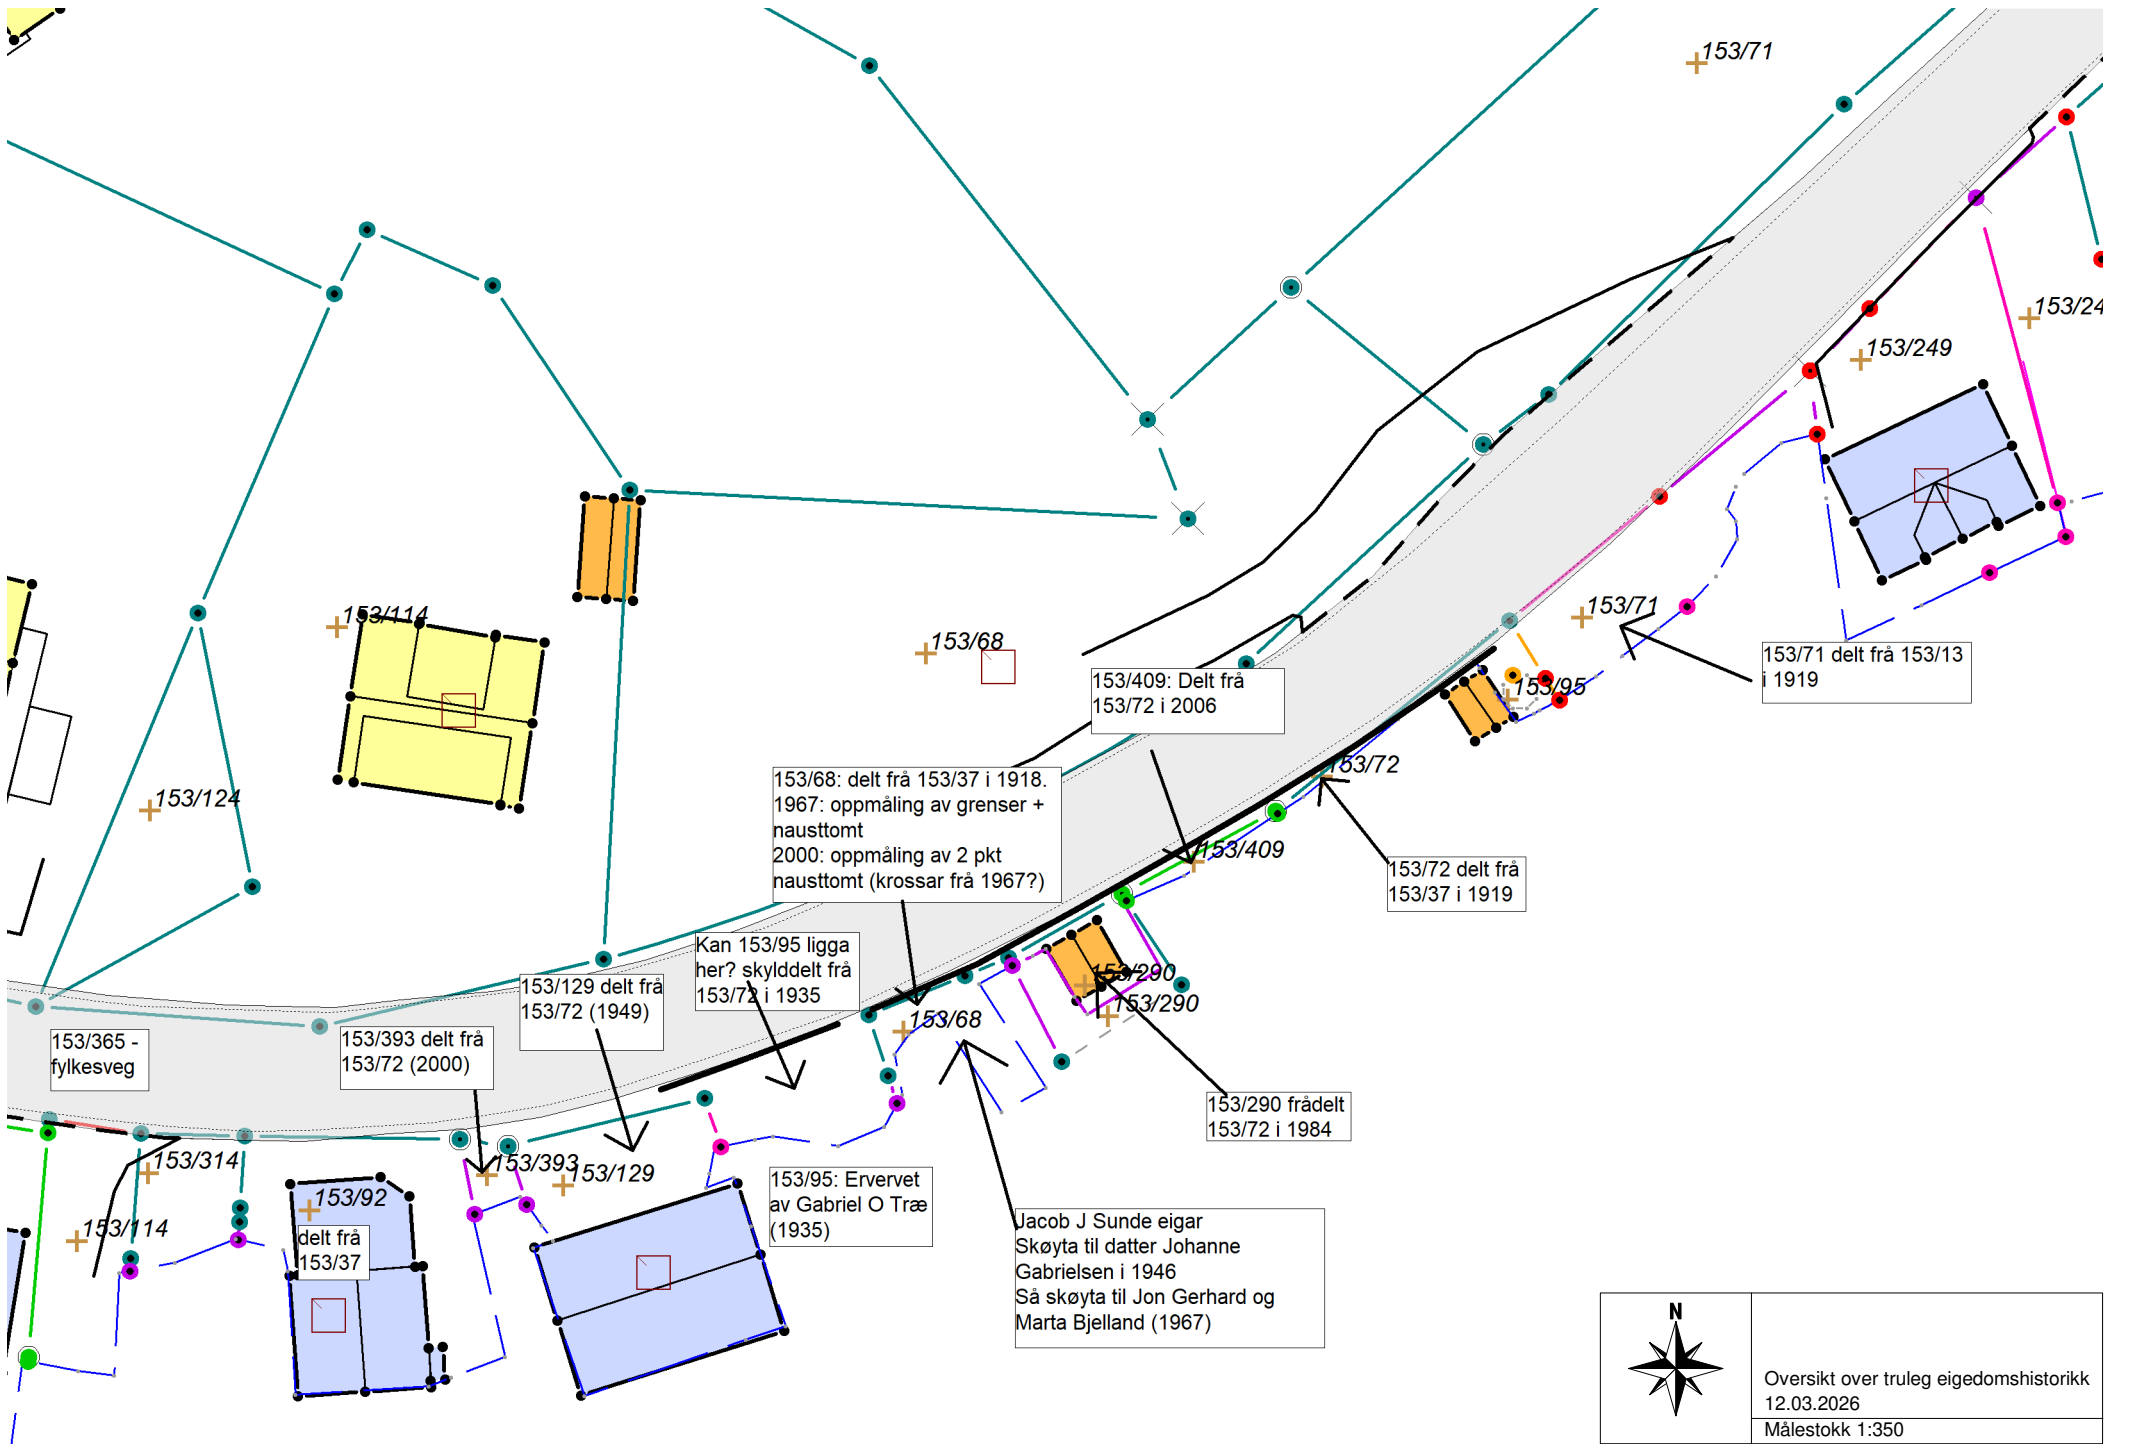 153/71
153/24
153/249
153/114
153/68
153/71
153/71 delt frå 153/13
i 1919
153/409: Delt frå
153/72 i 2006
153/95
153/124
153/72
153/68: delt frå 153/37 i 1918.
1967: oppmåling av grenser +
nausttomt
2000: oppmåling av 2 pkt
nausttomt (krossar frå 1967?)
153/409
153/72 delt frå
153/37 i 1919
Kan 153/95 ligga
her? skylddelt frå
153/72 i 1935
153/129 delt frå
153/72 (1949)
153/290
153/290
153/68
153/365 -
fylkesveg
153/393 delt frå
153/72 (2000)
153/290 frådelt
153/72 i 1984
153/314
153/393
153/129
153/92
153/114
delt frå
153/37
153/95: Ervervet
av Gabriel O Træ
(1935)
Jacob J Sunde eigar
Skøyta til datter Johanne
Gabrielsen i 1946
Så skøyta til Jon Gerhard og
Marta Bjelland (1967)
N
Oversikt over truleg eigedomshistorikk
12.03.2026
Målestokk 1:350